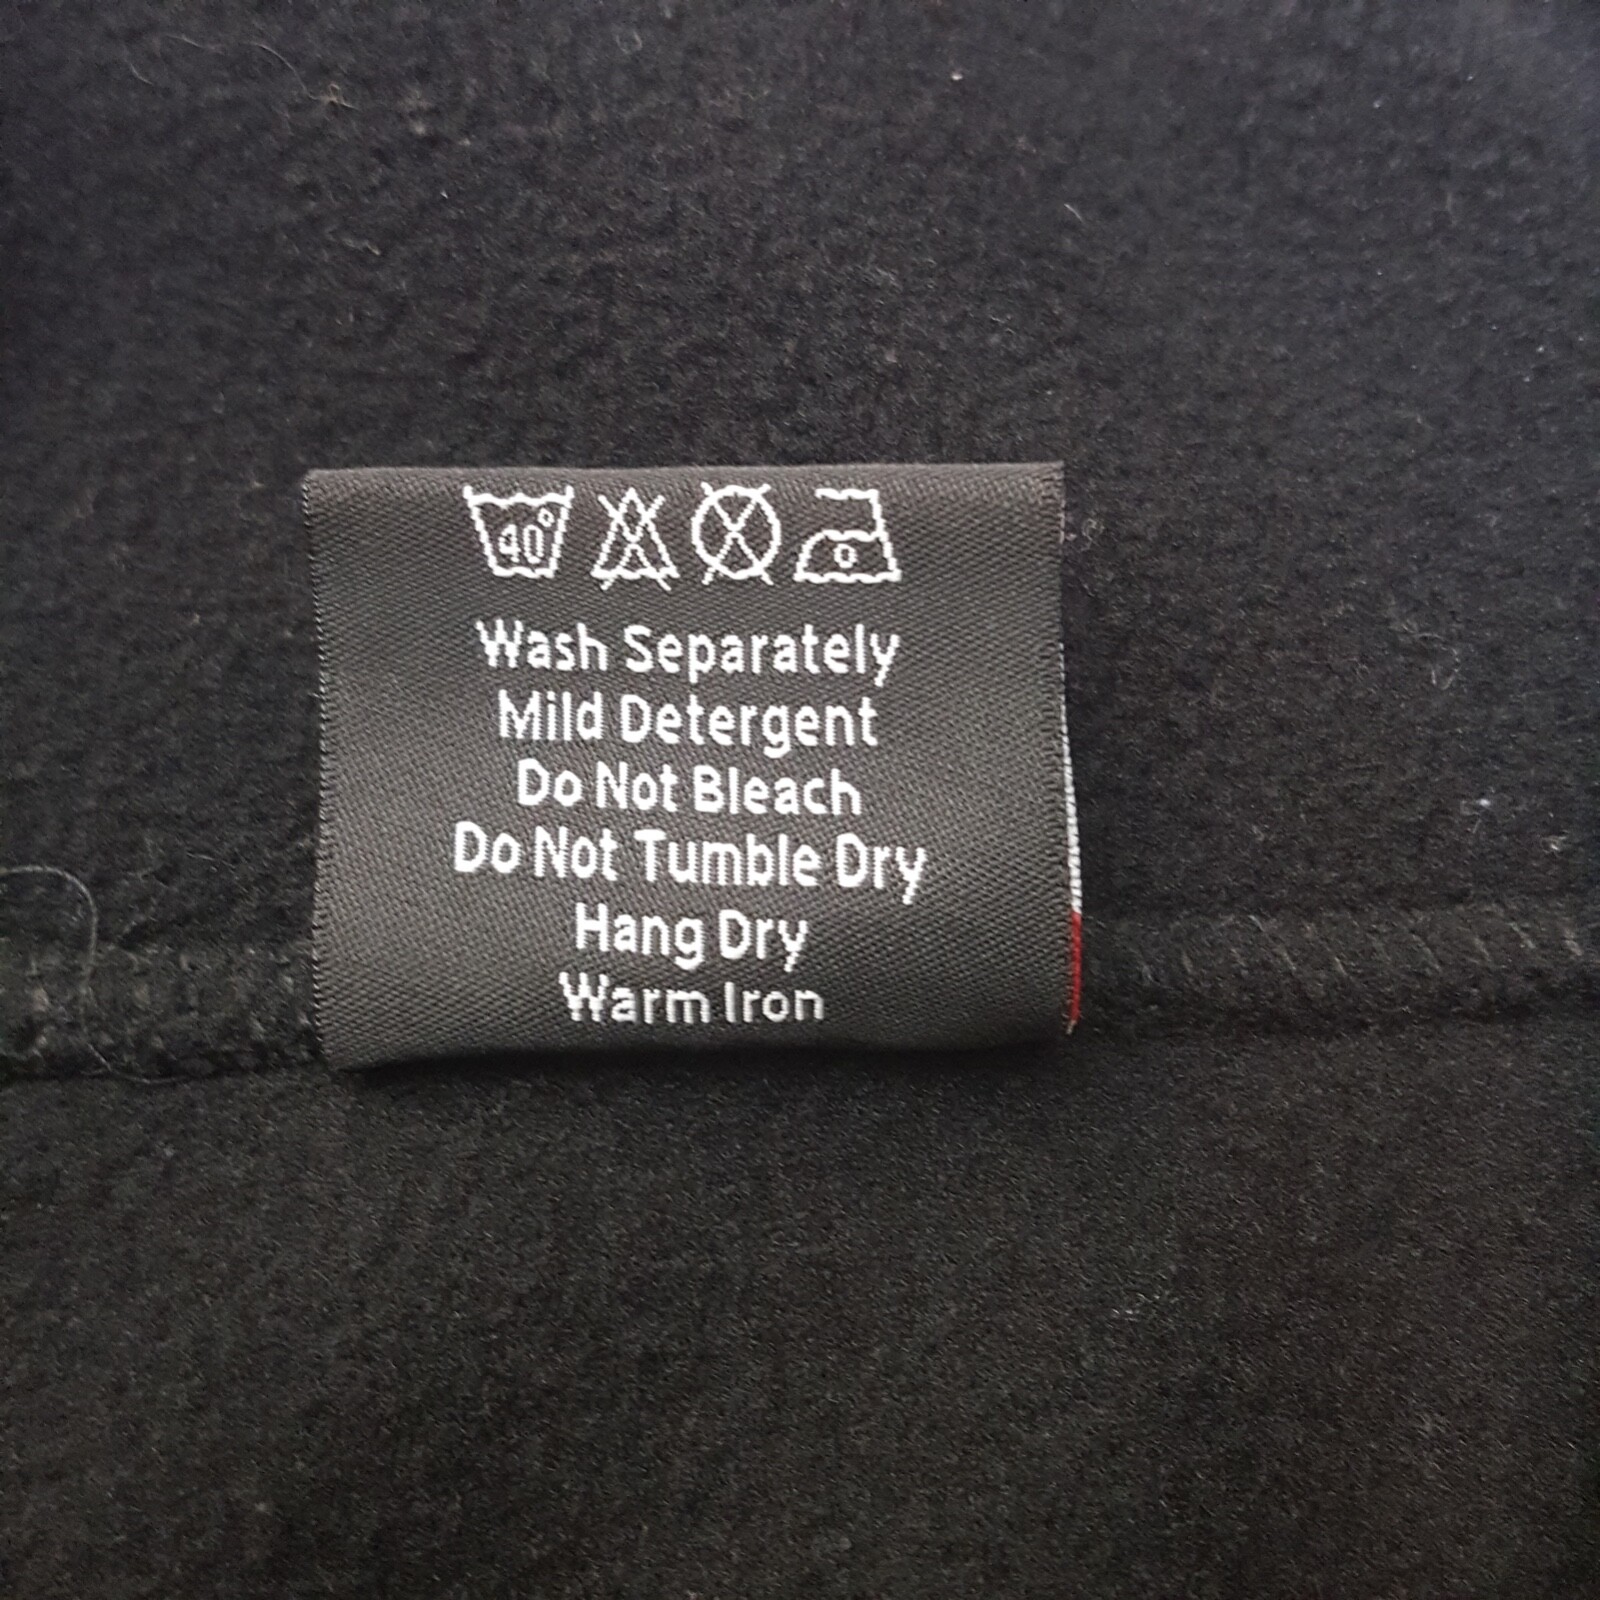 40°
Wash Separately
Mild Detergent
Do Not Bleach
Do Not Tumble Dry
Hang Dry
Warm Iron